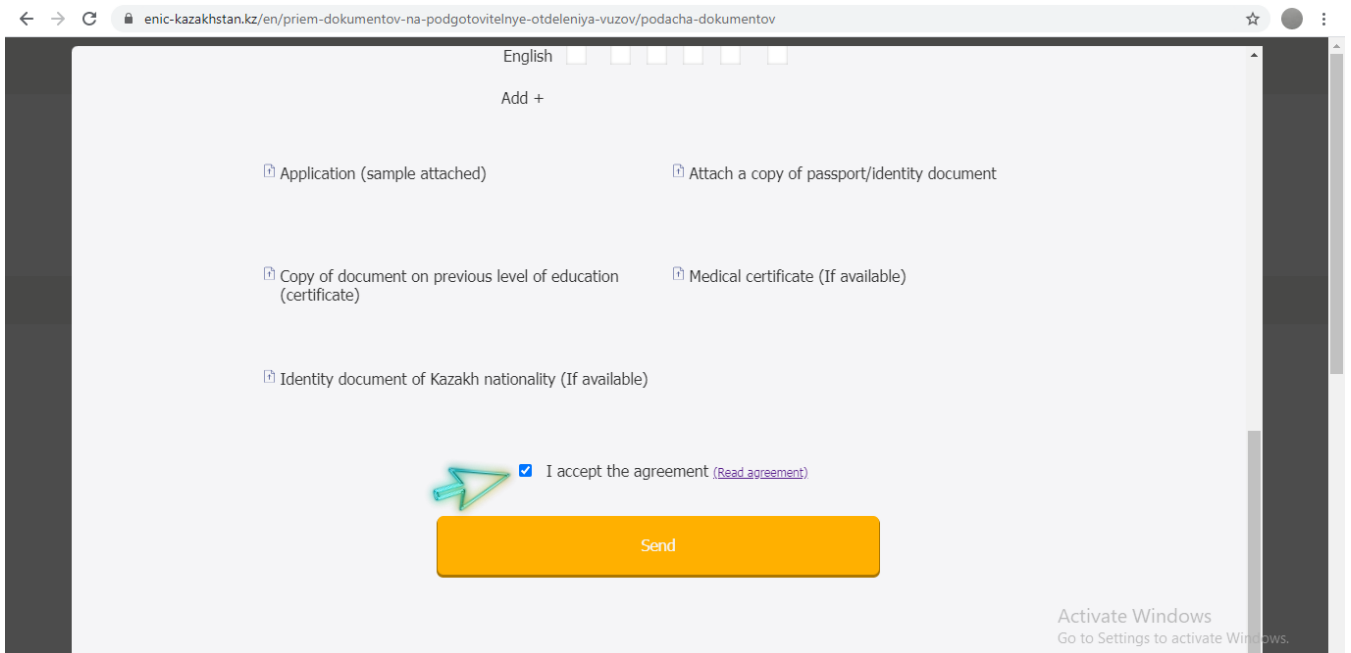 enic-kazakhstan.kz/en/priem-dokumentov-na-podgotovitelnye-otdeleniya-vuzov/podacha-dokumentov
English
Add +
Application (sample attached)
Attach a copy of passport/identity document
Copy of document on previous level of education
(certificate)
Medical certificate (If available)
Identity document of Kazakh nationality (If available)
I accept the agreement (Read agreement)
Send
Activate Windows
Go to Settings to activate Windows.